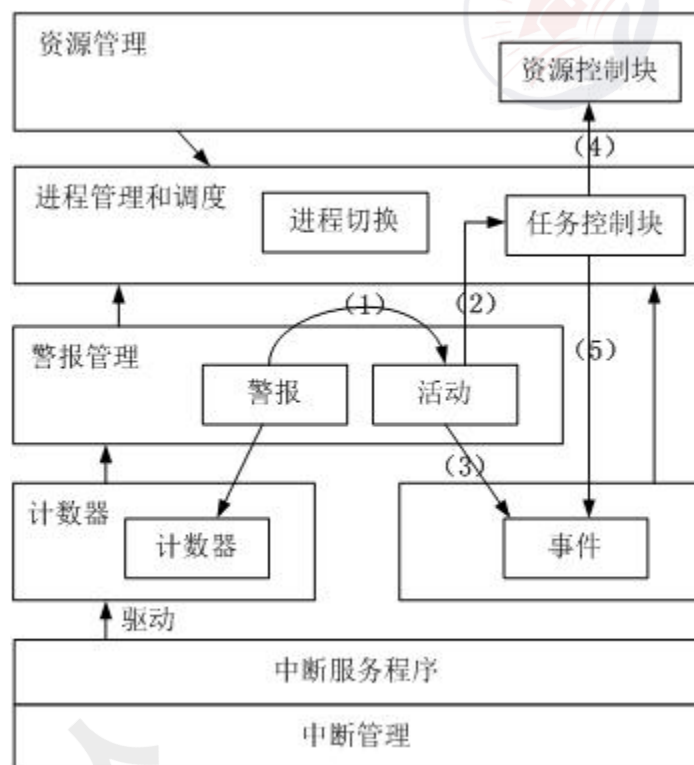 资源管理
资源控制块
(4)
进程管理和调度
进程切换
任务控制块
(1)
(2)
警报管理
(5)
警报
活动
(3)
计数器
计数器
事件
驱动
中断服务程序
中断管理